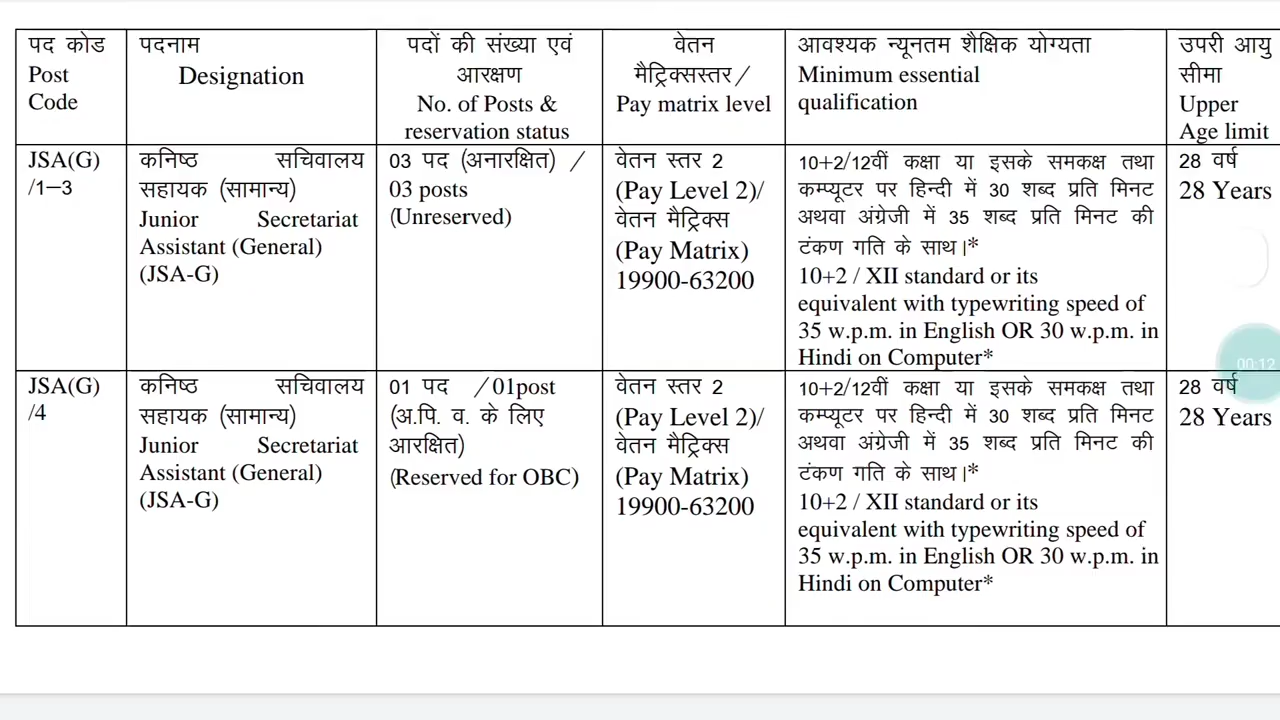 पद कोड
Post
Code
पदनाम
Designation
पदों की संख्या एवं
आरक्षण
No. of Posts &
reservation status
वेतन
मैट्रिक्सस्तर /
Pay matrix level
आवश्यक न्यूनतम शैक्षिक योग्यता
Minimum essential
qualification
उपरी आयु
सीमा
Upper
Age limit
JSA(G)
/1–3
कनिष्ठ सचिवालय
सहायक (सामान्य)
Junior Secretariat
Assistant (General)
(JSA-G)
03 पद (अनारक्षित) /
03 posts
(Unreserved)
वेतन स्तर 2
(Pay Level 2)/
वेतन मैट्रिक्स
(Pay Matrix)
19900-63200
10+2/12वीं कक्षा या इसके समकक्ष तथा
कम्प्यूटर पर हिन्दी में 30 शब्द प्रति मिनट
अथवा अंग्रेजी में 35 शब्द प्रति मिनट की
टंकण गति के साथ।*
10+2 / XII standard or its
equivalent with typewriting speed of
35 w.p.m. in English OR 30 w.p.m. in
Hindi on Computer*
28 वर्ष
28 Years
00:12
JSA(G)
/4
कनिष्ठ सचिवालय
सहायक (सामान्य)
Junior Secretariat
Assistant (General)
(JSA-G)
01 पद /01post
(अ.पि. व. के लिए
आरक्षित)
(Reserved for OBC)
वेतन स्तर 2
(Pay Level 2)/
वेतन मैट्रिक्स
(Pay Matrix)
19900-63200
10+2/12वीं कक्षा या इसके समकक्ष तथा
कम्प्यूटर पर हिन्दी में 30 शब्द प्रति मिनट
अथवा अंग्रेजी में 35 शब्द प्रति मिनट की
टंकण गति के साथ।*
10+2 / XII standard or its
equivalent with typewriting speed of
35 w.p.m. in English OR 30 w.p.m. in
Hindi on Computer*
28 वर्ष
28 Years